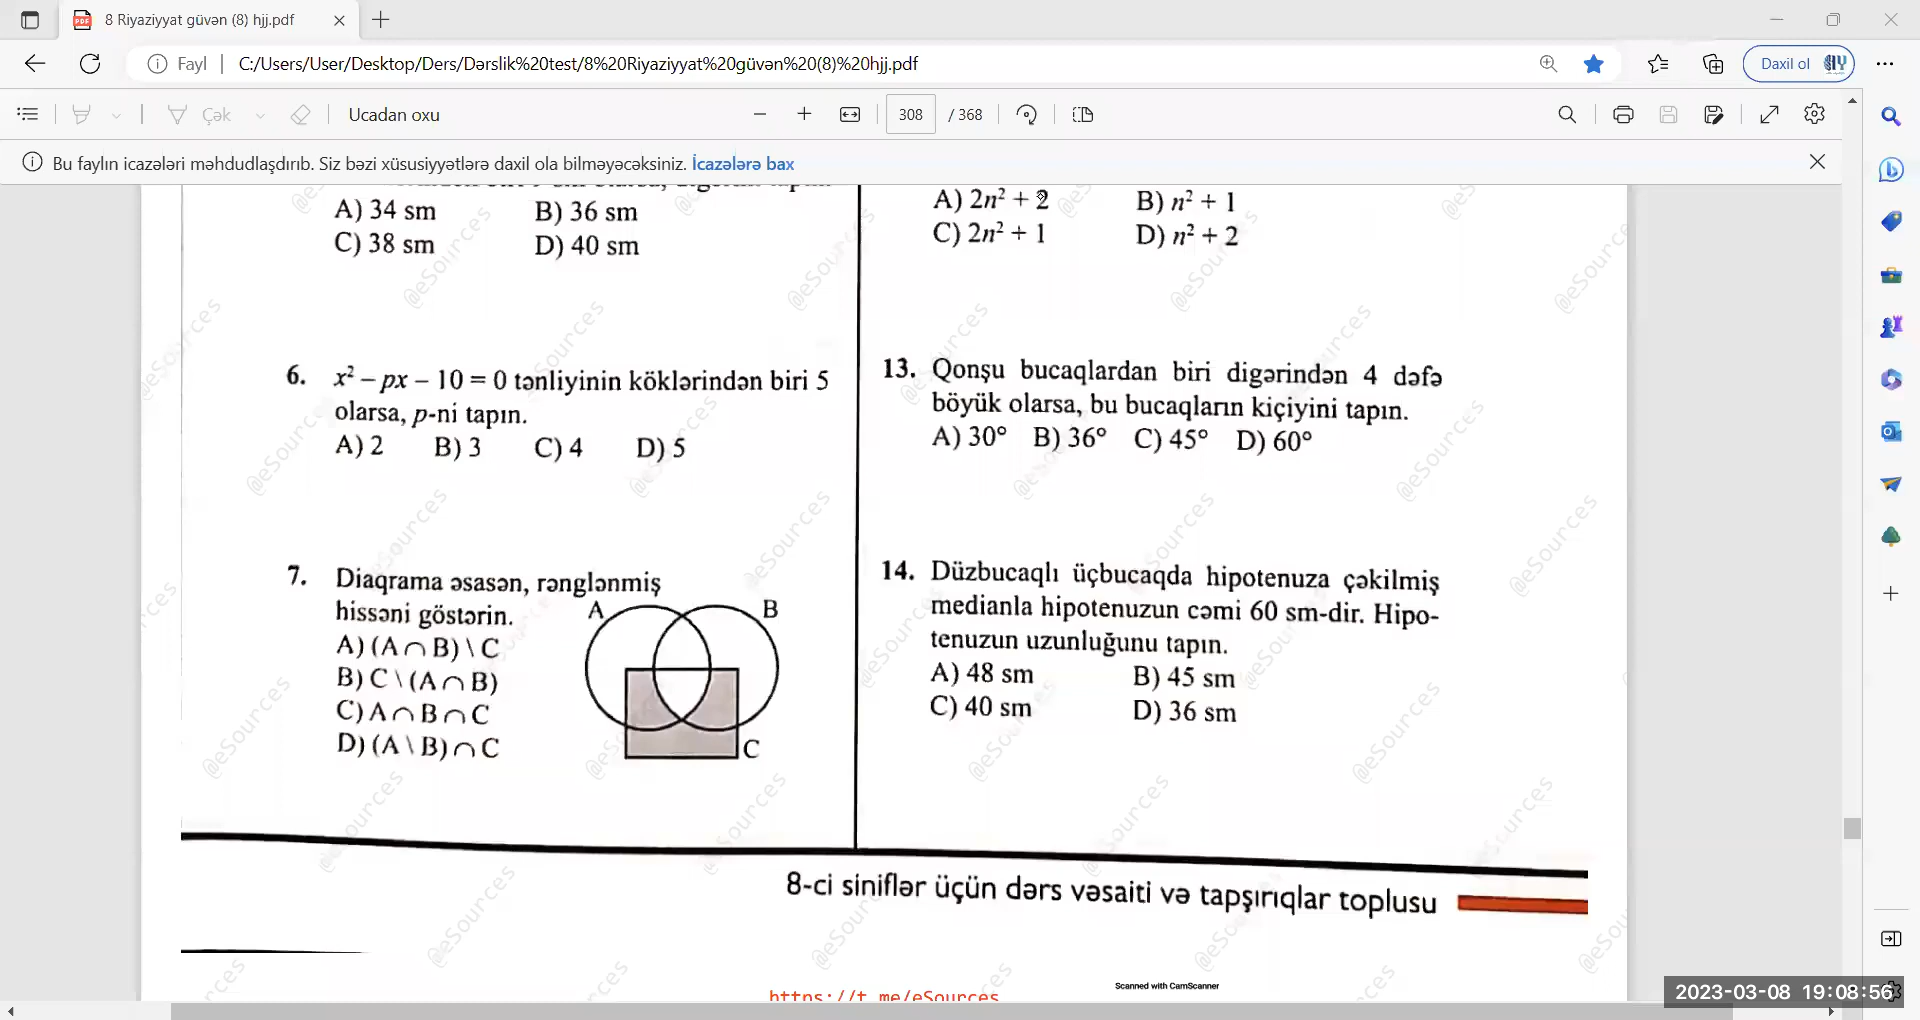 8 Riyaziyyat güvən (8) hjj.pdf
Fayl
C:/Users/User/Desktop/Ders/Dərslik%20test/8%20Riyaziyyat%20güvən%20(8)%20hjj.pdf
Daxil ol
Çək
Ucadan oxu
308 / 368
Bu faylın icazələri məhdudlaşdırıb. Siz bəzi xüsusiyyətlərə daxil ola bilməyəcəksiniz. İcazələrə bax
A) 34 sm B) 36 sm
C) 38 sm D) 40 sm
6. x² – px – 10 = 0 tənliyinin köklərindən biri 5
olarsa, p-ni tapın.
A) 2 B) 3 C) 4 D) 5
7. Diaqrama əsasən, rənglənmiş
hissəni göstərin.
A) (A∩B) \ C
B) C \ (A∩B)
C) A∩B∩C
D) (A \ B)∩C
A
B
C
A) 2n² + 2 B) n² + 1
C) 2n² + 1 D) n² + 2
13. Qonşu bucaqlardan biri digərindən 4 dəfə
böyük olarsa, bu bucaqların kiçiyini tapın.
A) 30° B) 36° C) 45° D) 60°
14. Düzbucaqlı üçbucaqda hipotenuza çəkilmiş
medianla hipotenuzun cəmi 60 sm-dir. Hipo-
tenuzun uzunluğunu tapın.
A) 48 sm B) 45 sm
C) 40 sm D) 36 sm
8-ci siniflər üçün dərs vəsaiti və tapşırıqlar toplusu
https://t.me/eSources
Scanned with CamScanner
@eSources
2023-03-08 19:08:56